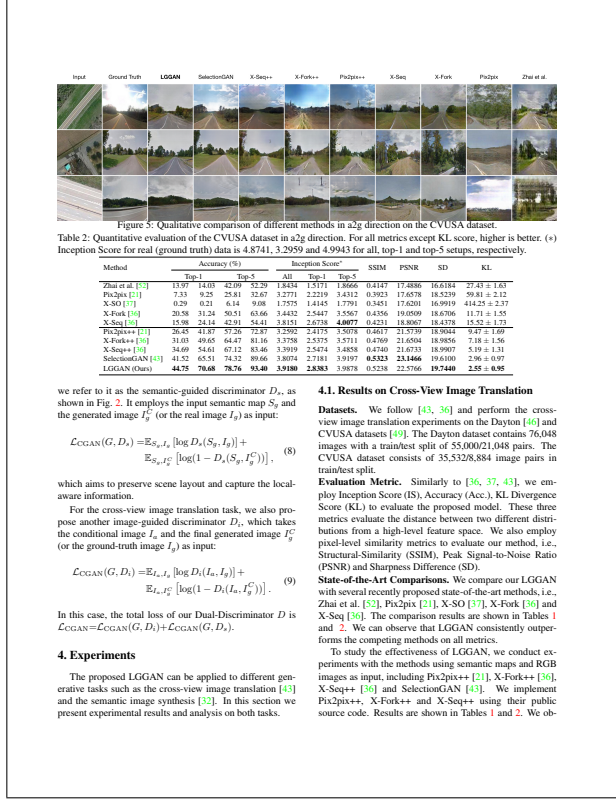 Input Ground Truth LGGAN SelectionGAN X-Seq++ X-Fork++ Pix2pix++ X-Seq X-Fork Pix2pix Zhai et al.
Figure 5: Qualitative comparison of different methods in a2g direction on the CVUSA dataset.
Table 2: Quantitative evaluation of the CVUSA dataset in a2g direction. For all metrics except KL score, higher is better. (∗)
Inception Score for real (ground truth) data is 4.8741, 3.2959 and 4.9943 for all, top-1 and top-5 setups, respectively.
Method Accuracy (%) Inception Score* SSIM PSNR SD KL
Top-1 Top-5 All Top-1 Top-5
Zhai et al. [52] 13.97 14.03 42.09 52.29 1.8434 1.5171 1.8666 0.4147 17.4886 16.6184 27.43 ± 1.63
Pix2pix [21] 7.33 9.25 25.81 32.67 3.2771 2.2219 3.4312 0.3923 17.6578 18.5239 59.81 ± 2.12
X-SO [37] 0.29 0.21 6.14 9.08 1.7575 1.4145 1.7791 0.3451 17.6201 16.9919 414.25 ± 2.37
X-Fork [36] 20.58 31.24 50.51 63.66 3.4432 2.5447 3.5567 0.4356 19.0509 18.6706 11.71 ± 1.55
X-Seq [36] 15.98 24.14 42.91 54.41 3.8151 2.6738 4.0077 0.4231 18.8067 18.4378 15.52 ± 1.73
Pix2pix++ [21] 26.45 41.87 57.26 72.87 3.2592 2.4175 3.5078 0.4617 21.5739 18.9044 9.47 ± 1.69
X-Fork++ [36] 31.03 49.65 64.47 81.16 3.3758 2.5375 3.5711 0.4769 21.6504 18.9856 7.18 ± 1.56
X-Seq++ [36] 34.69 54.61 67.12 83.46 3.3919 2.5474 3.4858 0.4740 21.6733 18.9907 5.19 ± 1.31
SelectionGAN [43] 41.52 65.51 74.32 89.66 3.8074 2.7181 3.9197 0.5323 23.1466 19.6100 2.96 ± 0.97
LGGAN (Ours) 44.75 70.68 78.76 93.40 3.9180 2.8383 3.9878 0.5238 22.5766 19.7440 2.55 ± 0.95
we refer to it as the semantic-guided discriminator Ds, as
shown in Fig. 2. It employs the input semantic map Sg and
the generated image I_g^C (or the real image Ig) as input:
ℒCGAN(G, Ds) =𝔼Sg,Ig [log Ds(Sg, Ig)] +
𝔼Sg,I_g^C [log(1 − Ds(Sg, I_g^C))] , (8)
which aims to preserve scene layout and capture the local-
aware information.
For the cross-view image translation task, we also pro-
pose another image-guided discriminator Di, which takes
the conditional image Ia and the final generated image I_g^C
(or the ground-truth image Ig) as input:
ℒCGAN(G, Di) =𝔼Ia,Ig [log Di(Ia, Ig)] +
𝔼Ia,I_g^C [log(1 − Di(Ia, I_g^C))] . (9)
In this case, the total loss of our Dual-Discriminator D is
ℒCGAN=ℒCGAN(G, Di)+ℒCGAN(G, Ds).
4. Experiments
The proposed LGGAN can be applied to different gen-
erative tasks such as the cross-view image translation [43]
and the semantic image synthesis [32]. In this section we
present experimental results and analysis on both tasks.
4.1. Results on Cross-View Image Translation
Datasets. We follow [43, 36] and perform the cross-
view image translation experiments on the Dayton [46] and
CVUSA datasets [49]. The Dayton dataset contains 76,048
images with a train/test split of 55,000/21,048 pairs. The
CVUSA dataset consists of 35,532/8,884 image pairs in
train/test split.
Evaluation Metric. Similarly to [36, 37, 43], we em-
ploy Inception Score (IS), Accuracy (Acc.), KL Divergence
Score (KL) to evaluate the proposed model. These three
metrics evaluate the distance between two different distri-
butions from a high-level feature space. We also employ
pixel-level similarity metrics to evaluate our method, i.e.,
Structural-Similarity (SSIM), Peak Signal-to-Noise Ratio
(PSNR) and Sharpness Difference (SD).
State-of-the-Art Comparisons. We compare our LGGAN
with several recently proposed state-of-the-art methods, i.e.,
Zhai et al. [52], Pix2pix [21], X-SO [37], X-Fork [36] and
X-Seq [36]. The comparison results are shown in Tables 1
and 2. We can observe that LGGAN consistently outper-
forms the competing methods on all metrics.
To study the effectiveness of LGGAN, we conduct ex-
periments with the methods using semantic maps and RGB
images as input, including Pix2pix++ [21], X-Fork++ [36],
X-Seq++ [36] and SelectionGAN [43]. We implement
Pix2pix++, X-Fork++ and X-Seq++ using their public
source code. Results are shown in Tables 1 and 2. We ob-